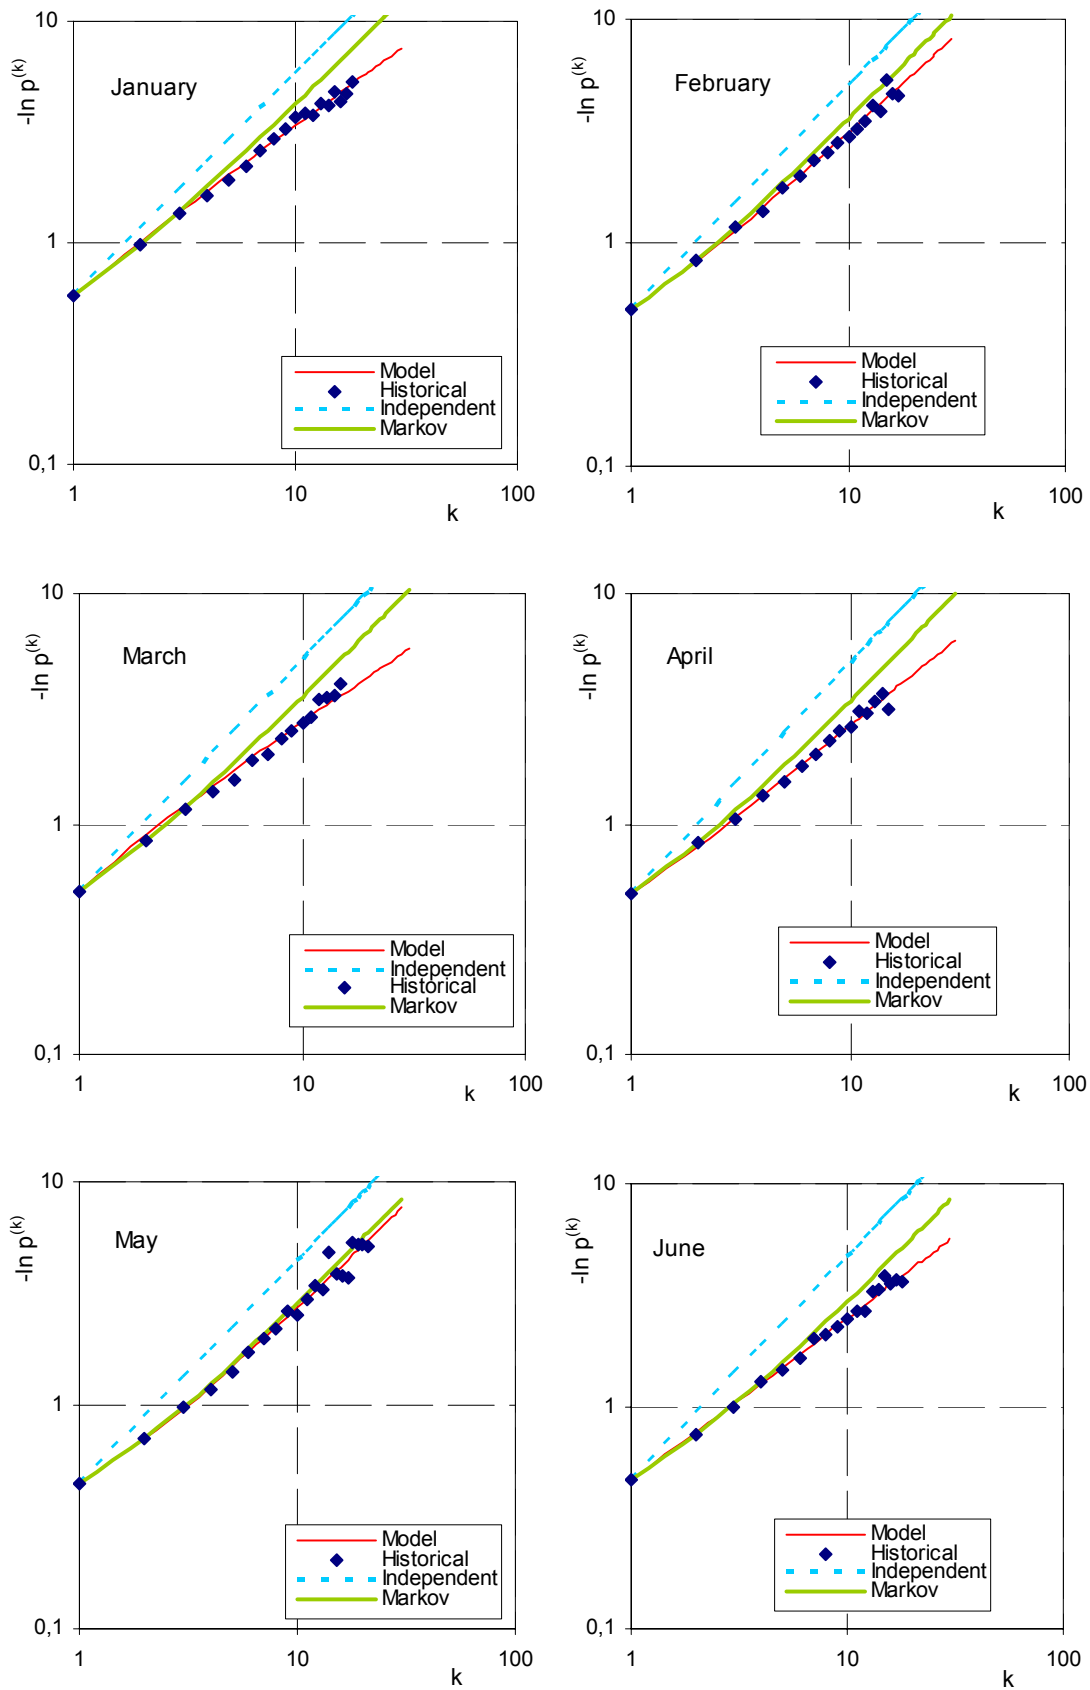 10
January
-ln p(k)
1
Model
Historical
Independent
Markov
0,1
1
10
100
k
10
February
-ln p(k)
1
Model
Historical
Independent
Markov
0,1
1
10
100
k
10
March
-ln p(k)
1
Model
Independent
Historical
Markov
0,1
1
10
100
k
10
April
-ln p(k)
1
Model
Historical
Independent
Markov
0,1
1
10
100
k
10
May
-ln p(k)
1
Model
Historical
Independent
Markov
0,1
1
10
100
k
10
June
-ln p(k)
1
Model
Historical
Independent
Markov
0,1
1
10
100
k